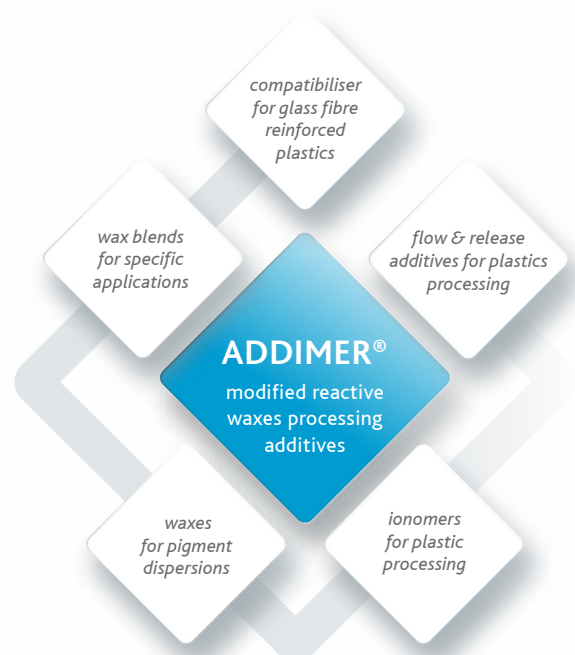 compatibiliser
for glass fibre
reinforced
plastics
wax blends
for specific
applications
flow & release
additives for plastics
processing
ADDIMER®
modified reactive
waxes processing
additives
waxes
for pigment
dispersions
ionomers
for plastic
processing